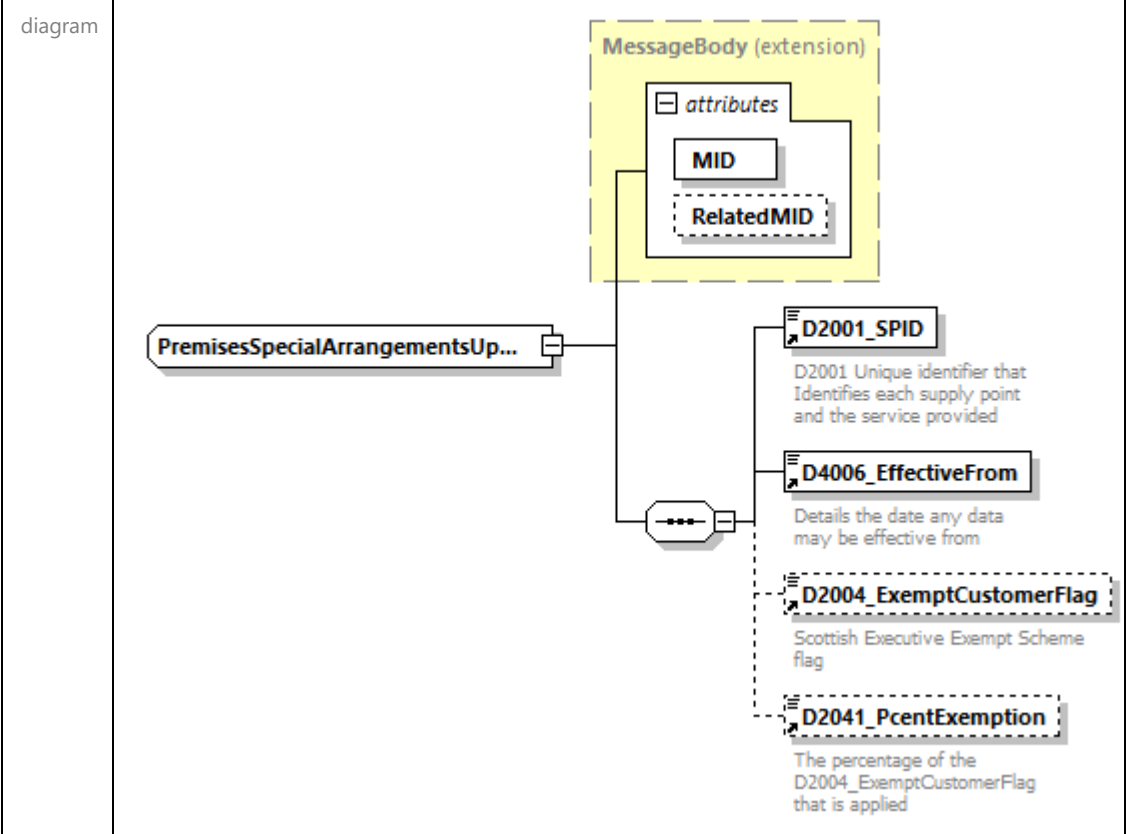 diagram
MessageBody (extension)
attributes
MID
RelatedMID
PremisesSpecialArrangementsUp...
D2001_SPID
D2001 Unique identifier that
Identifies each supply point
and the service provided
D4006_EffectiveFrom
Details the date any data
may be effective from
D2004_ExemptCustomerFlag
Scottish Executive Exempt Scheme
flag
D2041_PcentExemption
The percentage of the
D2004_ExemptCustomerFlag
that is applied